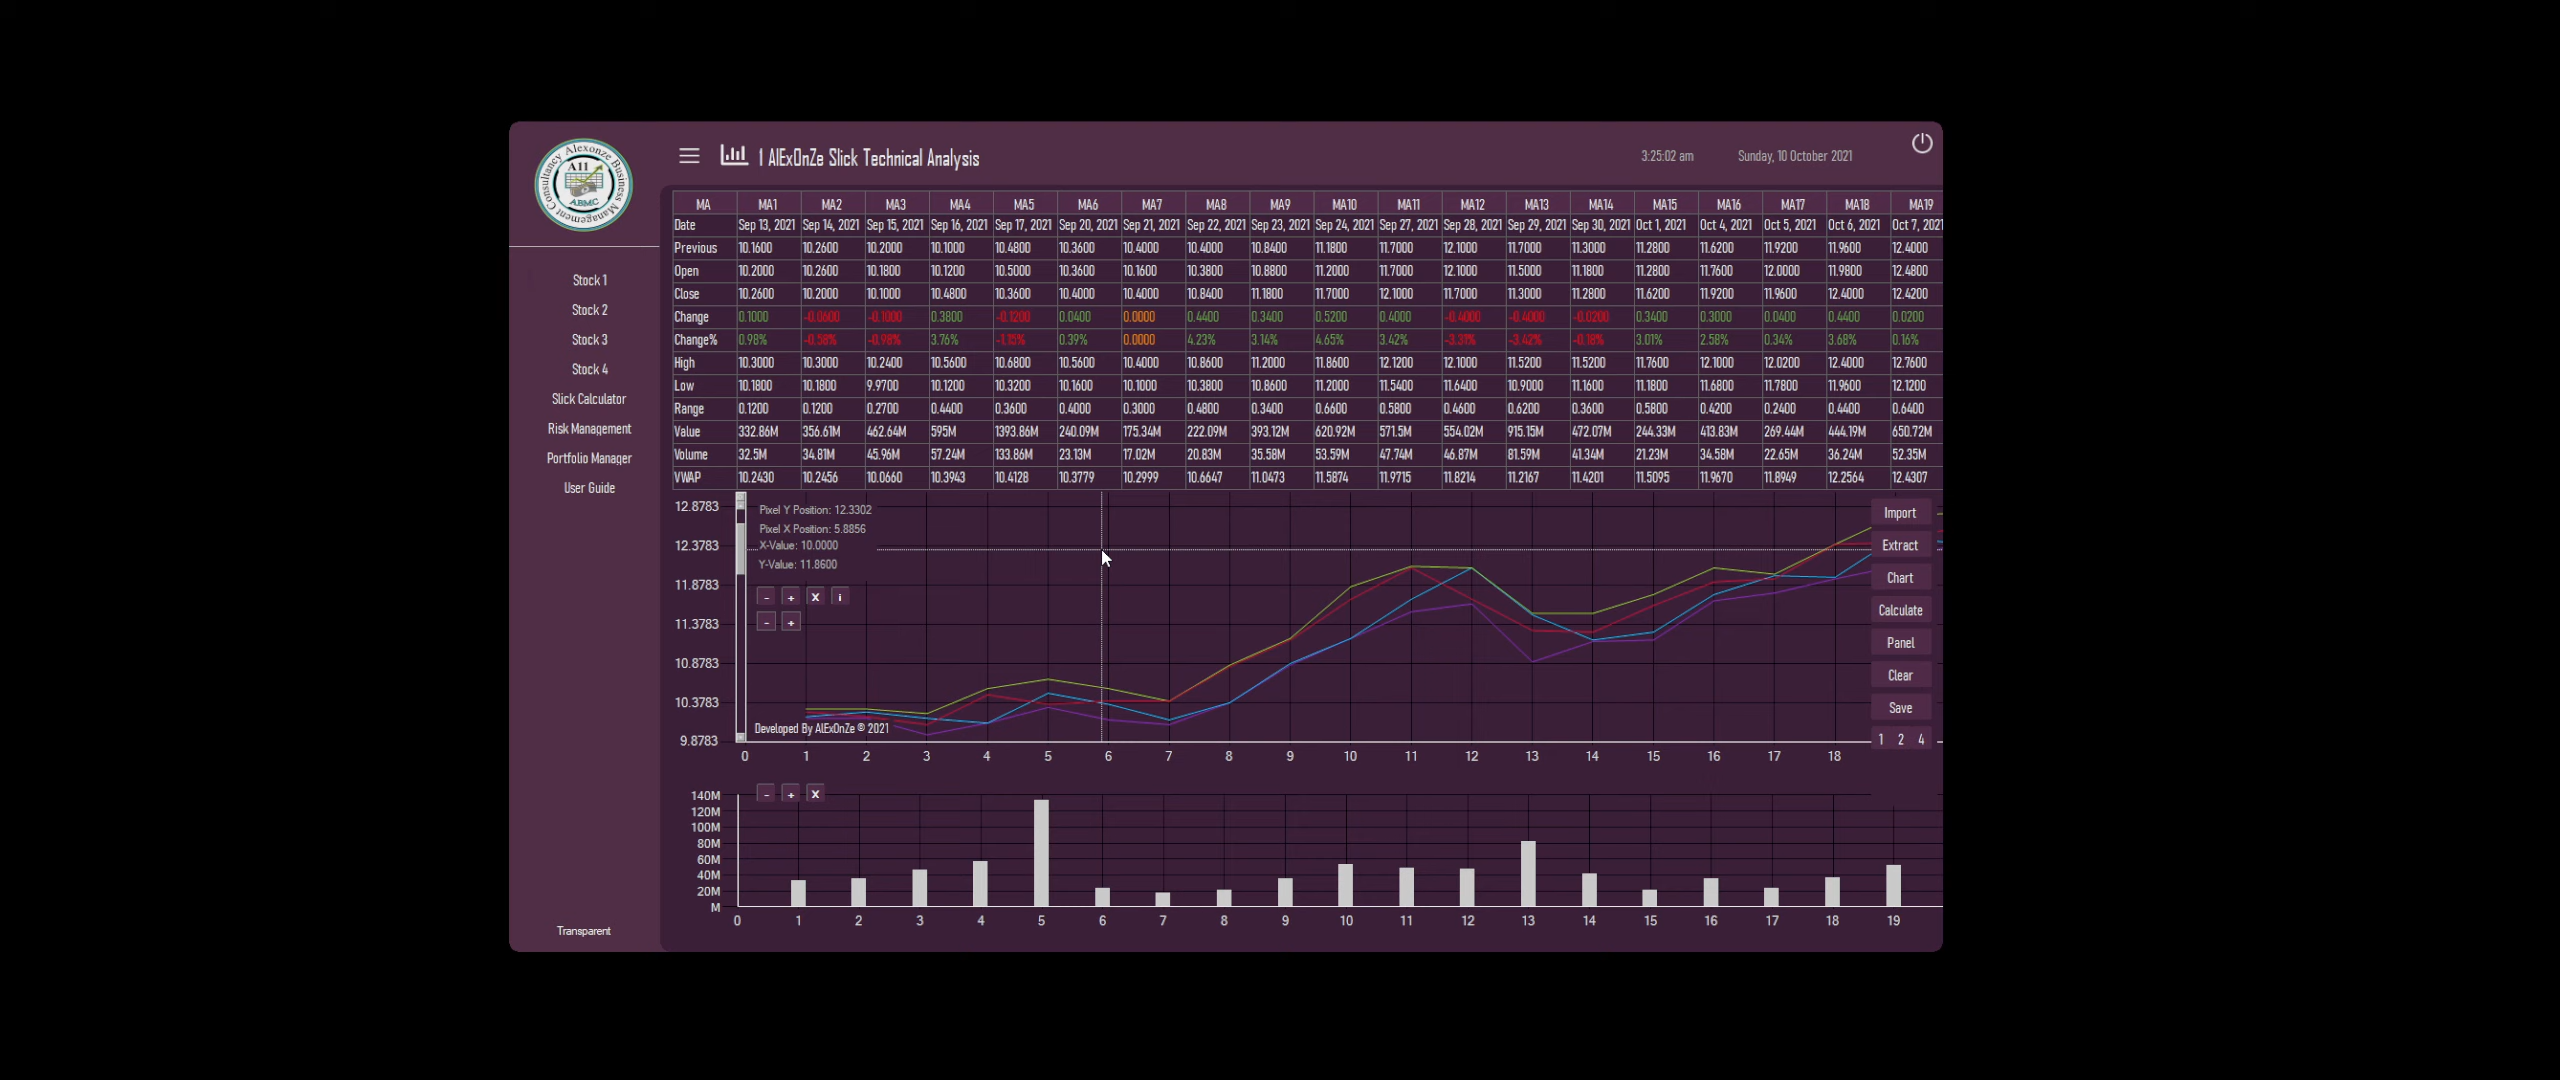 Consultancy Alexonze Business Management
A11
ABMC
1 AlExOnZe Slick Technical Analysis
3:25:02 am
Sunday, 10 October 2021
Stock 1
Stock 2
Stock 3
Stock 4
Slick Calculator
Risk Management
Portfolio Manager
User Guide
Transparent
MA MA1 MA2 MA3 MA4 MA5 MA6 MA7 MA8 MA9 MA10 MA11 MA12 MA13 MA14 MA15 MA16 MA17 MA18 MA19
Date Sep 13, 2021 Sep 14, 2021 Sep 15, 2021 Sep 16, 2021 Sep 17, 2021 Sep 20, 2021 Sep 21, 2021 Sep 22, 2021 Sep 23, 2021 Sep 24, 2021 Sep 27, 2021 Sep 28, 2021 Sep 29, 2021 Sep 30, 2021 Oct 1, 2021 Oct 4, 2021 Oct 5, 2021 Oct 6, 2021 Oct 7, 2021
Previous 10.1600 10.2600 10.2000 10.1000 10.4800 10.3600 10.4000 10.4000 10.8400 11.1800 11.7000 12.1000 11.7000 11.3000 11.2800 11.6200 11.9200 11.9600 12.4000
Open 10.2000 10.2600 10.1800 10.1200 10.5000 10.3600 10.1600 10.3800 10.8800 11.2000 11.7000 12.1000 11.5000 11.1800 11.2800 11.7600 12.0000 11.9800 12.4800
Close 10.2600 10.2000 10.1000 10.4800 10.3600 10.4000 10.4000 10.8400 11.1800 11.7000 12.1000 11.7000 11.3000 11.2800 11.6200 11.9200 11.9600 12.4000 12.4200
Change 0.1000 -0.0600 -0.1000 0.3800 -0.1200 0.0400 0.0000 0.4400 0.3400 0.5200 0.4000 -0.4000 -0.4000 -0.0200 0.3400 0.3000 0.0400 0.4400 0.0200
Change% 0.98% -0.58% -0.98% 3.76% -1.15% 0.39% 0.0000 4.23% 3.14% 4.65% 3.42% -3.31% -3.42% -0.18% 3.01% 2.58% 0.34% 3.68% 0.16%
High 10.3000 10.3000 10.2400 10.5600 10.6800 10.5600 10.4000 10.8600 11.2000 11.8600 12.1200 12.1000 11.5200 11.5200 11.7600 12.1000 12.0200 12.4000 12.7600
Low 10.1800 10.1800 9.9700 10.1200 10.3200 10.1600 10.1000 10.3800 10.8600 11.2000 11.5400 11.6400 10.9000 11.1600 11.1800 11.6800 11.7800 11.9600 12.1200
Range 0.1200 0.1200 0.2700 0.4400 0.3600 0.4000 0.3000 0.4800 0.3400 0.6600 0.5800 0.4600 0.6200 0.3600 0.5800 0.4200 0.2400 0.4400 0.6400
Value 332.86M 356.61M 462.64M 595M 1393.86M 240.09M 175.34M 222.09M 393.12M 620.92M 571.5M 554.02M 915.15M 472.07M 244.33M 413.83M 269.44M 444.19M 650.72M
Volume 32.5M 34.81M 45.96M 57.24M 133.86M 23.13M 17.02M 20.83M 35.58M 53.59M 47.74M 46.87M 81.59M 41.34M 21.23M 34.58M 22.65M 36.24M 52.35M
VWAP 10.2430 10.2456 10.0660 10.3943 10.4128 10.3779 10.2999 10.6647 11.0473 11.5874 11.9715 11.8214 11.2167 11.4201 11.5095 11.9670 11.8949 12.2564 12.4307
12.8783
12.3783
11.8783
11.3783
10.8783
10.3783
9.8783
Pixel Y Position: 12.3302
Pixel X Position: 5.8856
X-Value: 10.0000
Y-Value: 11.8600
- + X i
- +
Developed By AlExOnZe © 2021
0 1 2 3 4 5 6 7 8 9 10 11 12 13 14 15 16 17 18
Import
Extract
Chart
Calculate
Panel
Clear
Save
1 2 4
- + X
140M
120M
100M
80M
60M
40M
20M
M
0 1 2 3 4 5 6 7 8 9 10 11 12 13 14 15 16 17 18 19